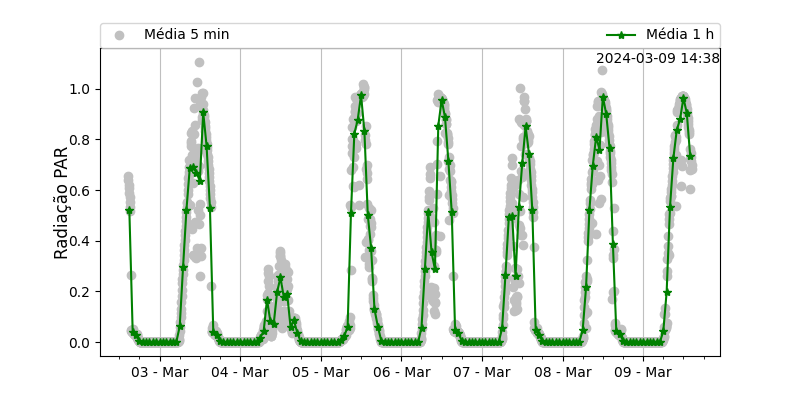 Média 5 min
Média 1 h
2024-03-09 14:38
Radiação PAR
1.0
0.8
0.6
0.4
0.2
0.0
03 - Mar
04 - Mar
05 - Mar
06 - Mar
07 - Mar
08 - Mar
09 - Mar